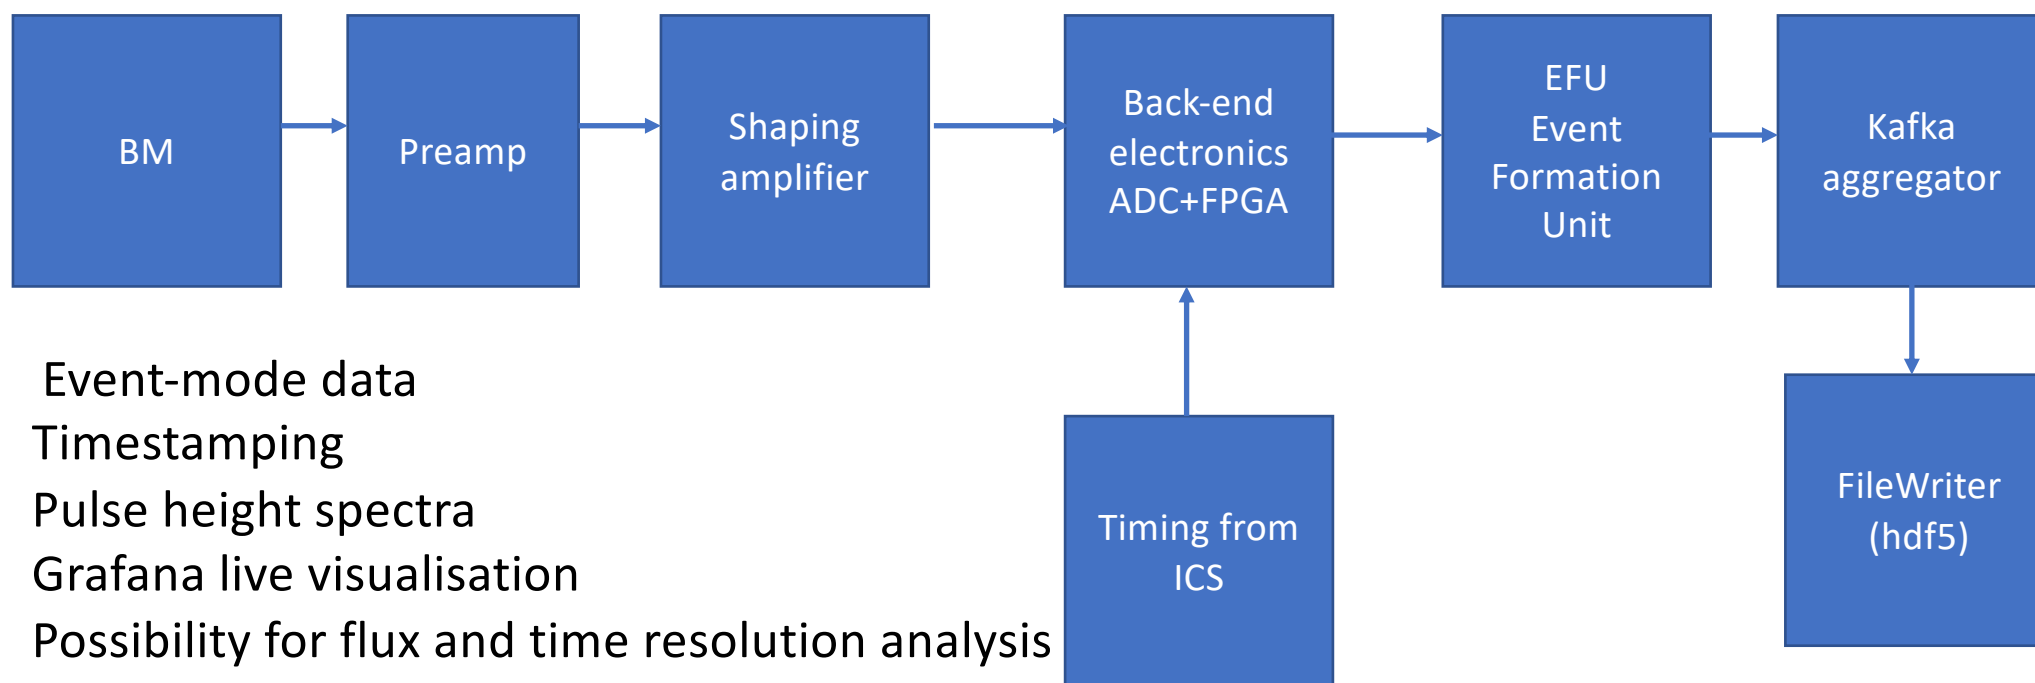 BM
Preamp
Shaping
amplifier
Back-end
electronics
ADC+FPGA
EFU
Event
Formation
Unit
Kafka
aggregator
Event-mode data
Timestamping
Pulse height spectra
Grafana live visualisation
Possibility for flux and time resolution analysis
Timing from
ICS
FileWriter
(hdf5)